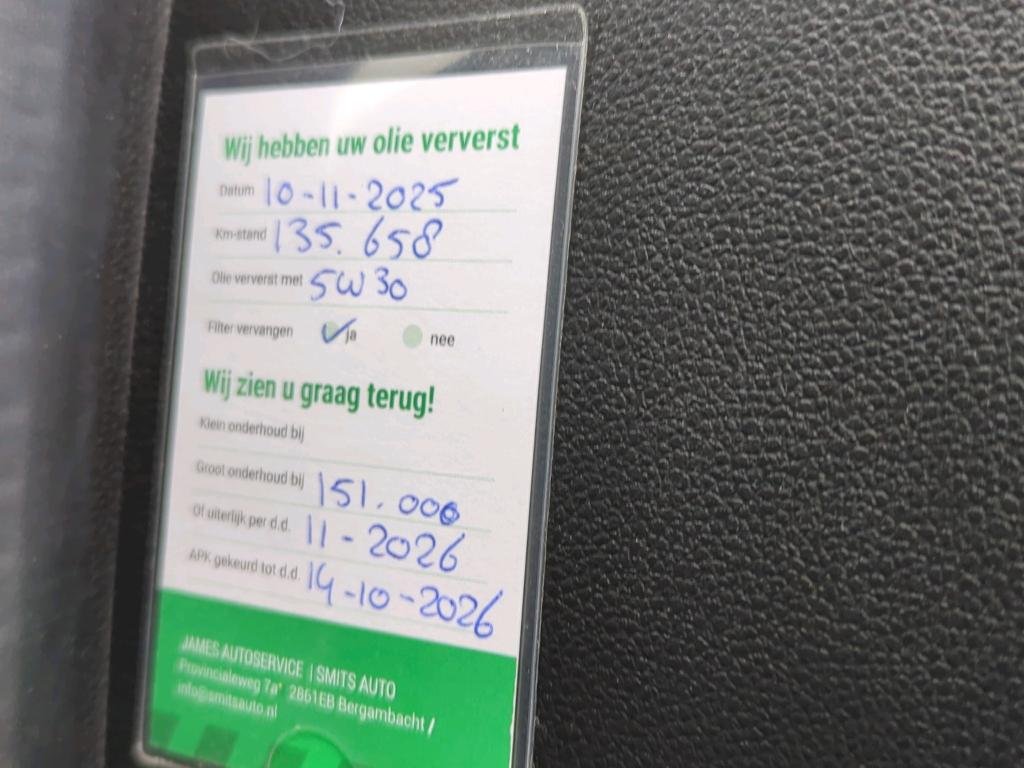 Wij hebben uw olie ververst
Datum 10-11-2025
Km-stand 135.658
Olie ververst met 5W30
Filter vervangen ja nee
Wij zien u graag terug!
Klein onderhoud bij
Groot onderhoud bij 151.000
Of uiterlijk per d.d. 11-2026
APK gekeurd tot d.d. 14-10-2026
JAMES AUTOSERVICE | SMITS AUTO
Provincialeweg 7a* 2861EB Bergambacht /
info@smitsauto.nl